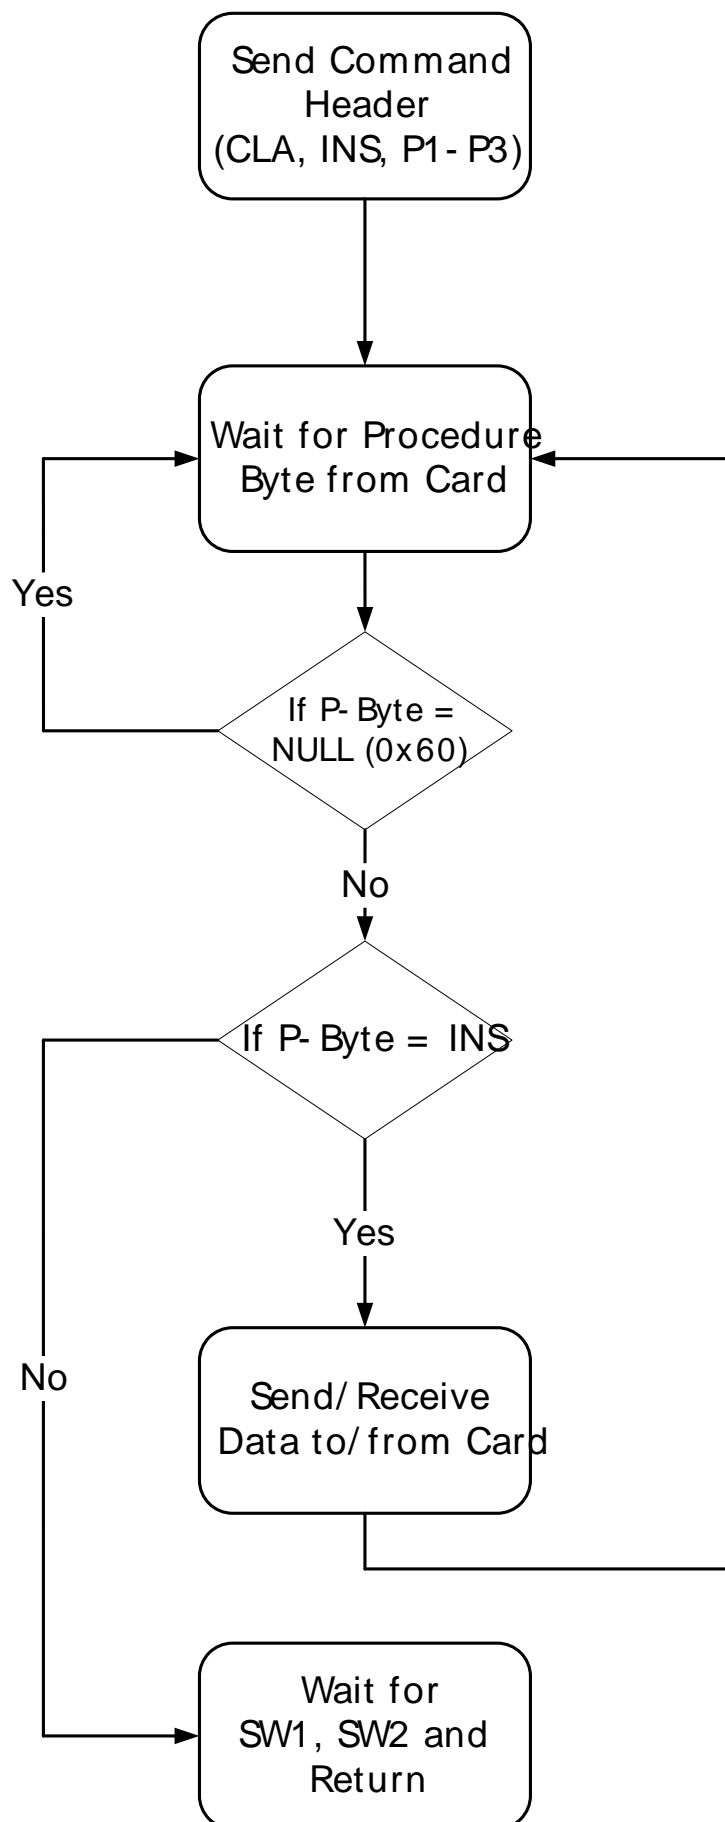 Send Command
Header
(CLA, INS, P1-P3)
Wait for Procedure
Byte from Card
Yes
If P-Byte =
NULL (0x60)
No
If P-Byte = INS
Yes
No
Send/Receive
Data to/from Card
Wait for
SW1, SW2 and
Return